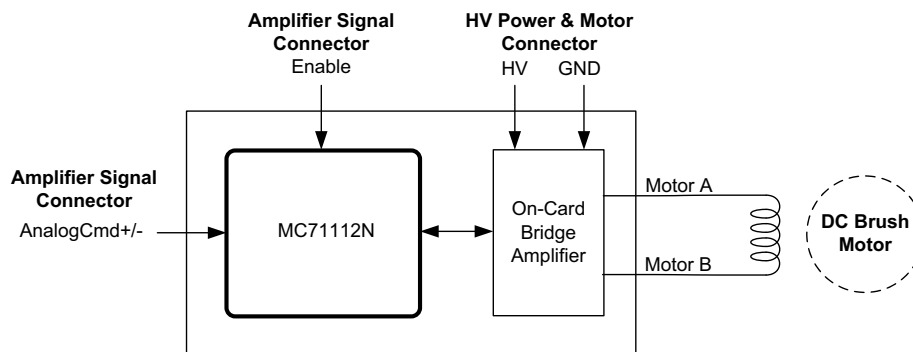 Amplifier Signal
Connector
Enable
HV Power & Motor
Connector
HV GND
Amplifier Signal
Connector
AnalogCmd+/-
MC71112N
On-Card
Bridge
Amplifier
Motor A
Motor B
DC Brush
Motor